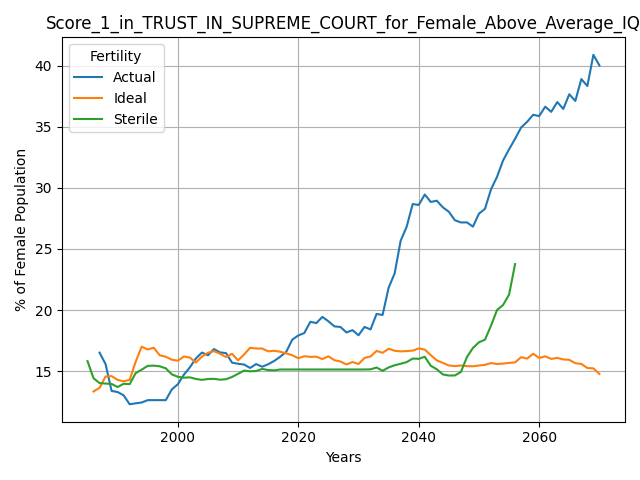 Score_1_in_TRUST_IN_SUPREME_COURT_for_Female_Above_Average_IQ
Fertility
Actual
Ideal
Sterile
% of Female Population
40
35
30
25
20
15
2000
2020
2040
2060
Years